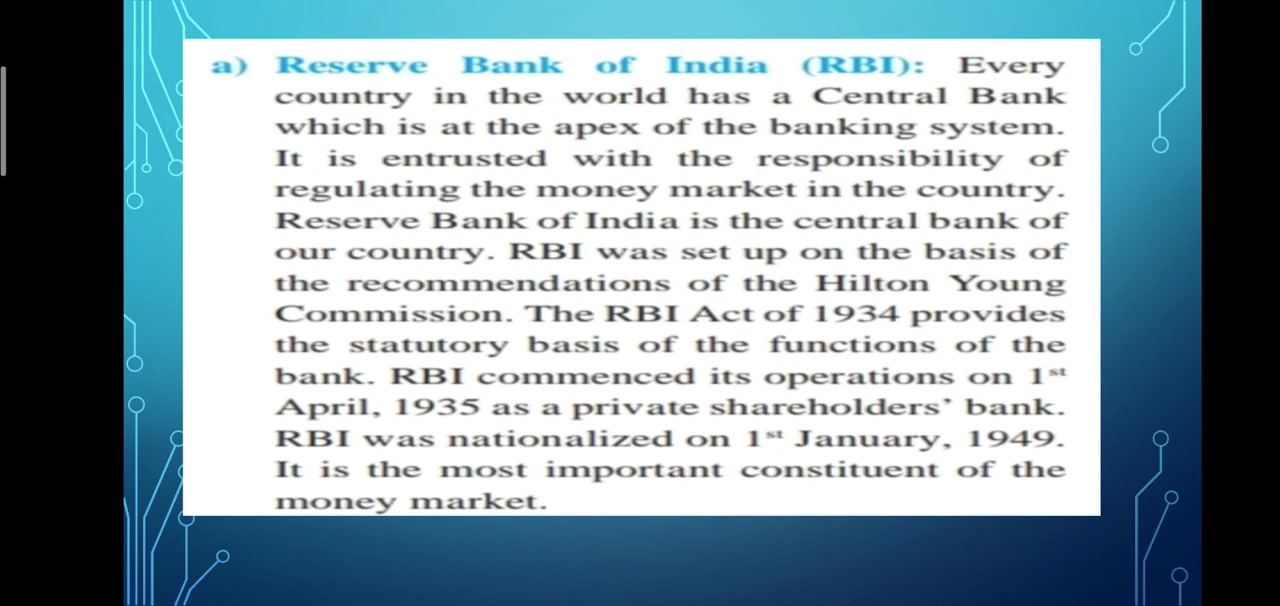 a) Reserve Bank of India (RBI): Every
country in the world has a Central Bank
which is at the apex of the banking system.
It is entrusted with the responsibility of
regulating the money market in the country.
Reserve Bank of India is the central bank of
our country. RBI was set up on the basis of
the recommendations of the Hilton Young
Commission. The RBI Act of 1934 provides
the statutory basis of the functions of the
bank. RBI commenced its operations on 1st
April, 1935 as a private shareholders' bank.
RBI was nationalized on 1st January, 1949.
It is the most important constituent of the
money market.